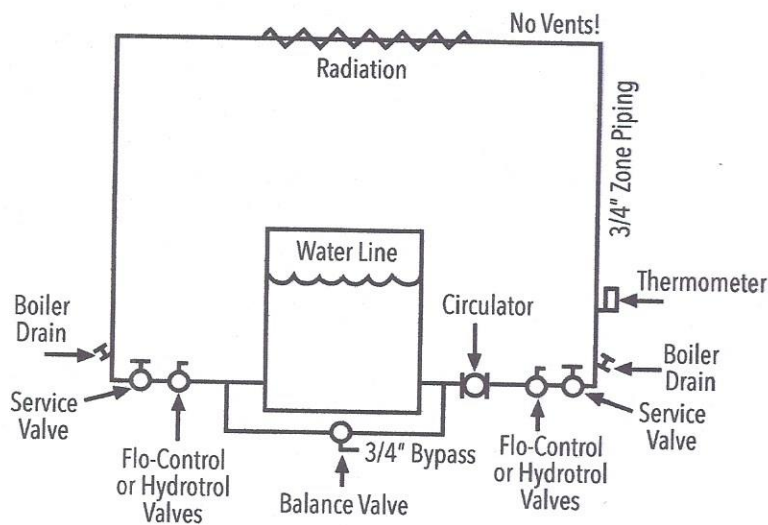 No Vents!
Radiation
3/4" Zone Piping
Water Line
Thermometer
Circulator
Boiler
Drain
Boiler
Drain
Service
Valve
Service
Valve
3/4" Bypass
Flo-Control
or Hydrotrol
Valves
Flo-Control
or Hydrotrol
Valves
Balance Valve